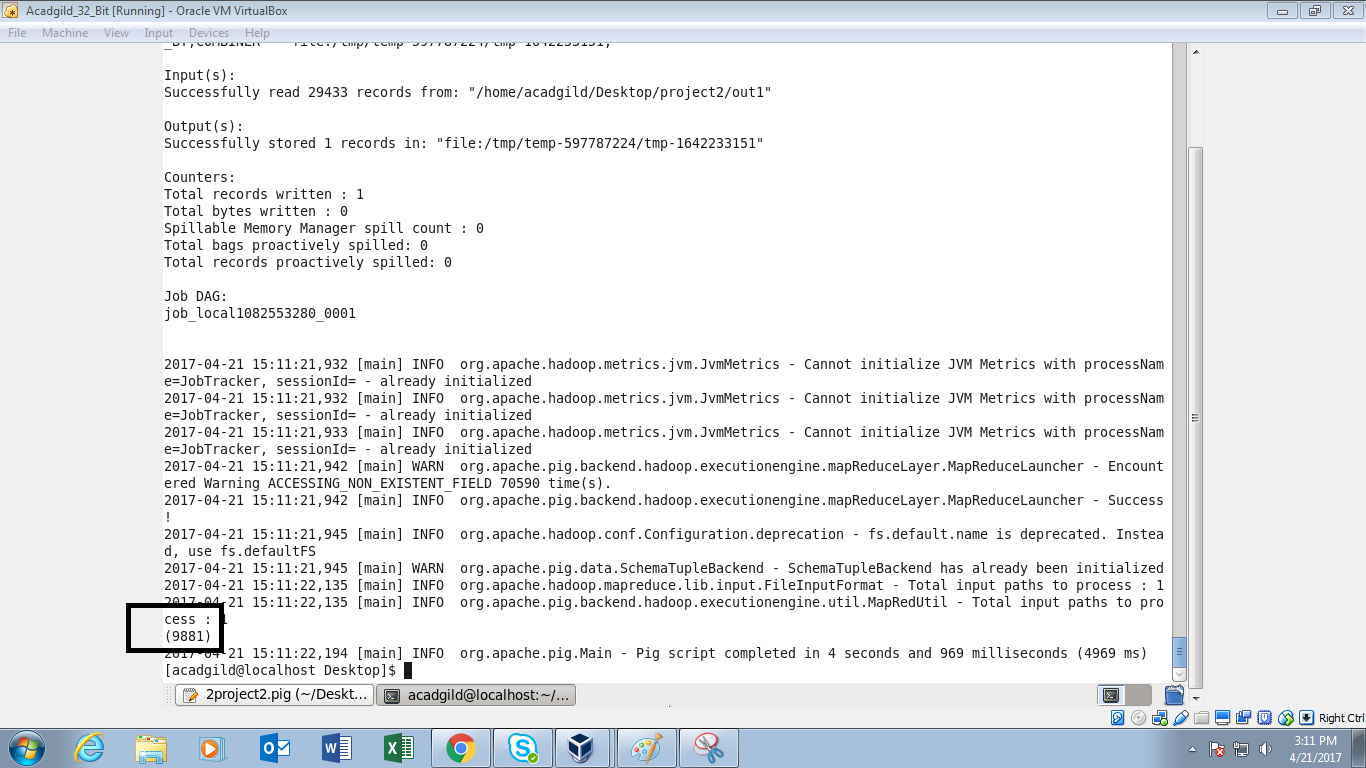 Acadgild_32_Bit [Running] - Oracle VM VirtualBox
File Machine View Input Devices Help
_BY,COMBINER file:/tmp/temp-597787224/tmp-1642233151,
Input(s):
Successfully read 29433 records from: "/home/acadgild/Desktop/project2/out1"
Output(s):
Successfully stored 1 records in: "file:/tmp/temp-597787224/tmp-1642233151"
Counters:
Total records written : 1
Total bytes written : 0
Spillable Memory Manager spill count : 0
Total bags proactively spilled: 0
Total records proactively spilled: 0
Job DAG:
job_local1082553280_0001
2017-04-21 15:11:21,932 [main] INFO  org.apache.hadoop.metrics.jvm.JvmMetrics - Cannot initialize JVM Metrics with processNam
e=JobTracker, sessionId= - already initialized
2017-04-21 15:11:21,932 [main] INFO  org.apache.hadoop.metrics.jvm.JvmMetrics - Cannot initialize JVM Metrics with processNam
e=JobTracker, sessionId= - already initialized
2017-04-21 15:11:21,933 [main] INFO  org.apache.hadoop.metrics.jvm.JvmMetrics - Cannot initialize JVM Metrics with processNam
e=JobTracker, sessionId= - already initialized
2017-04-21 15:11:21,942 [main] WARN  org.apache.pig.backend.hadoop.executionengine.mapReduceLayer.MapReduceLauncher - Encount
ered Warning ACCESSING_NON_EXISTENT_FIELD 70590 time(s).
2017-04-21 15:11:21,942 [main] INFO  org.apache.pig.backend.hadoop.executionengine.mapReduceLayer.MapReduceLauncher - Success
!
2017-04-21 15:11:21,945 [main] INFO  org.apache.hadoop.conf.Configuration.deprecation - fs.default.name is deprecated. Instea
d, use fs.defaultFS
2017-04-21 15:11:21,945 [main] WARN  org.apache.pig.data.SchemaTupleBackend - SchemaTupleBackend has already been initialized
2017-04-21 15:11:22,135 [main] INFO  org.apache.hadoop.mapreduce.lib.input.FileInputFormat - Total input paths to process : 1
2017-04-21 15:11:22,135 [main] INFO  org.apache.pig.backend.hadoop.executionengine.util.MapRedUtil - Total input paths to pro
cess : 1
(9881)
2017-04-21 15:11:22,194 [main] INFO  org.apache.pig.Main - Pig script completed in 4 seconds and 969 milliseconds (4969 ms)
[acadgild@localhost Desktop]$
2project2.pig (~/Deskt... acadgild@localhost:~/...
Right Ctrl
3:11 PM
4/21/2017